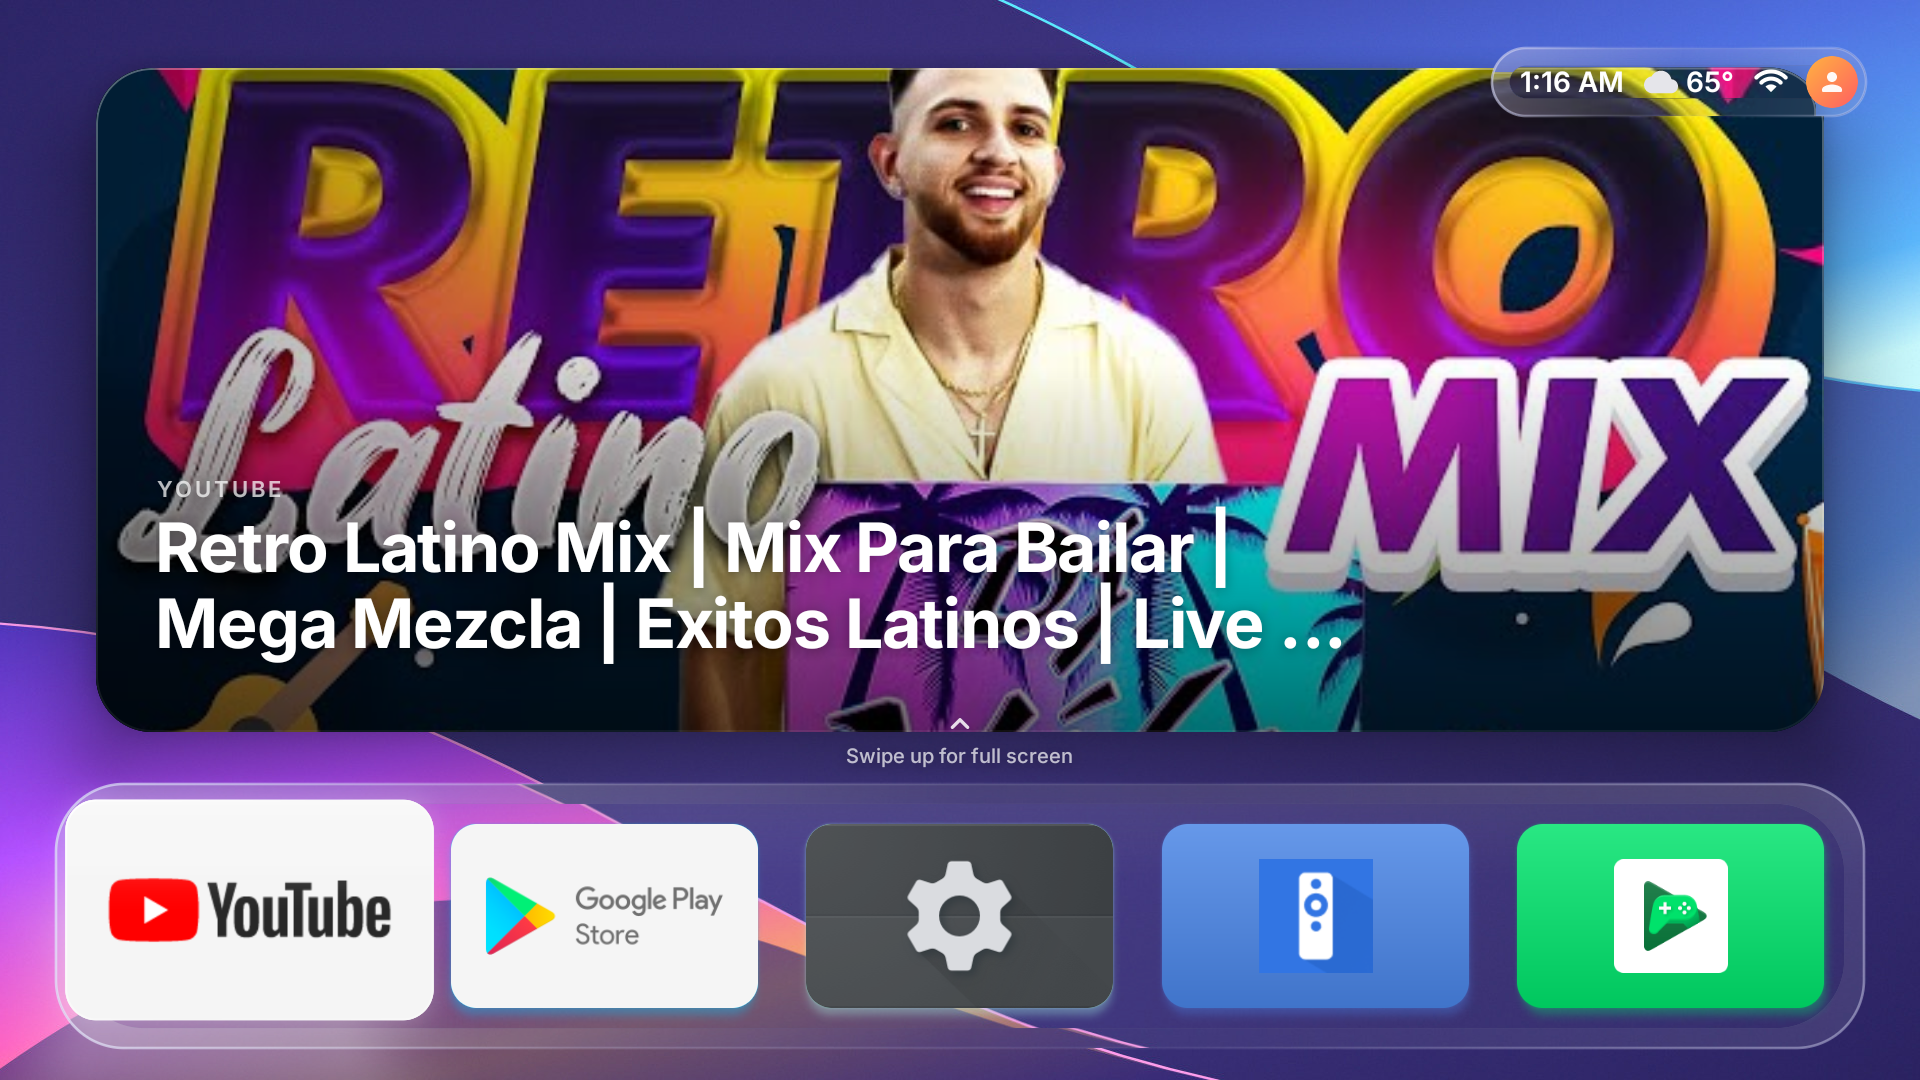 1:16 AM 65°
RETRO
Latino
MIX
YOUTUBE
Retro Latino Mix | Mix Para Bailar |
Mega Mezcla | Exitos Latinos | Live ...
Swipe up for full screen
YouTube
Google Play
Store